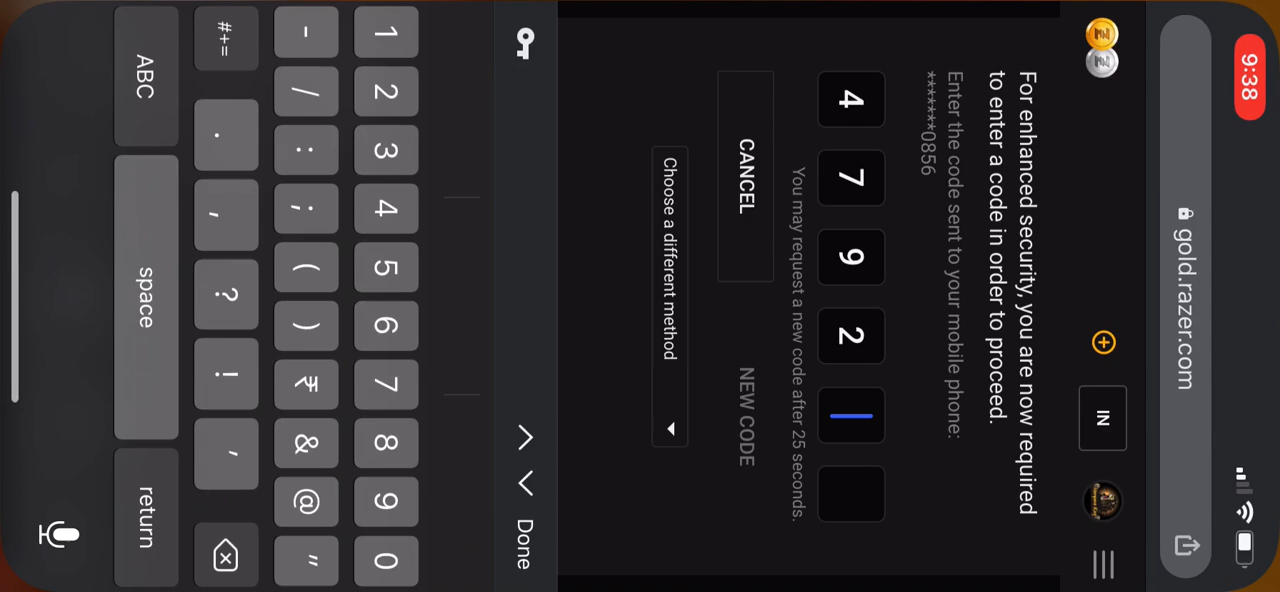 9:38
gold.razer.com
IN
For enhanced security, you are now required
to enter a code in order to proceed.
Enter the code sent to your mobile phone:
*******0856
4 7 9 2
You may request a new code after 25 seconds.
CANCEL NEW CODE
Choose a different method
Done
1 2 3 4 5 6 7 8 9 0
- / : ; ( ) ₹ & @ "
#+= . , ? ! '
ABC space return